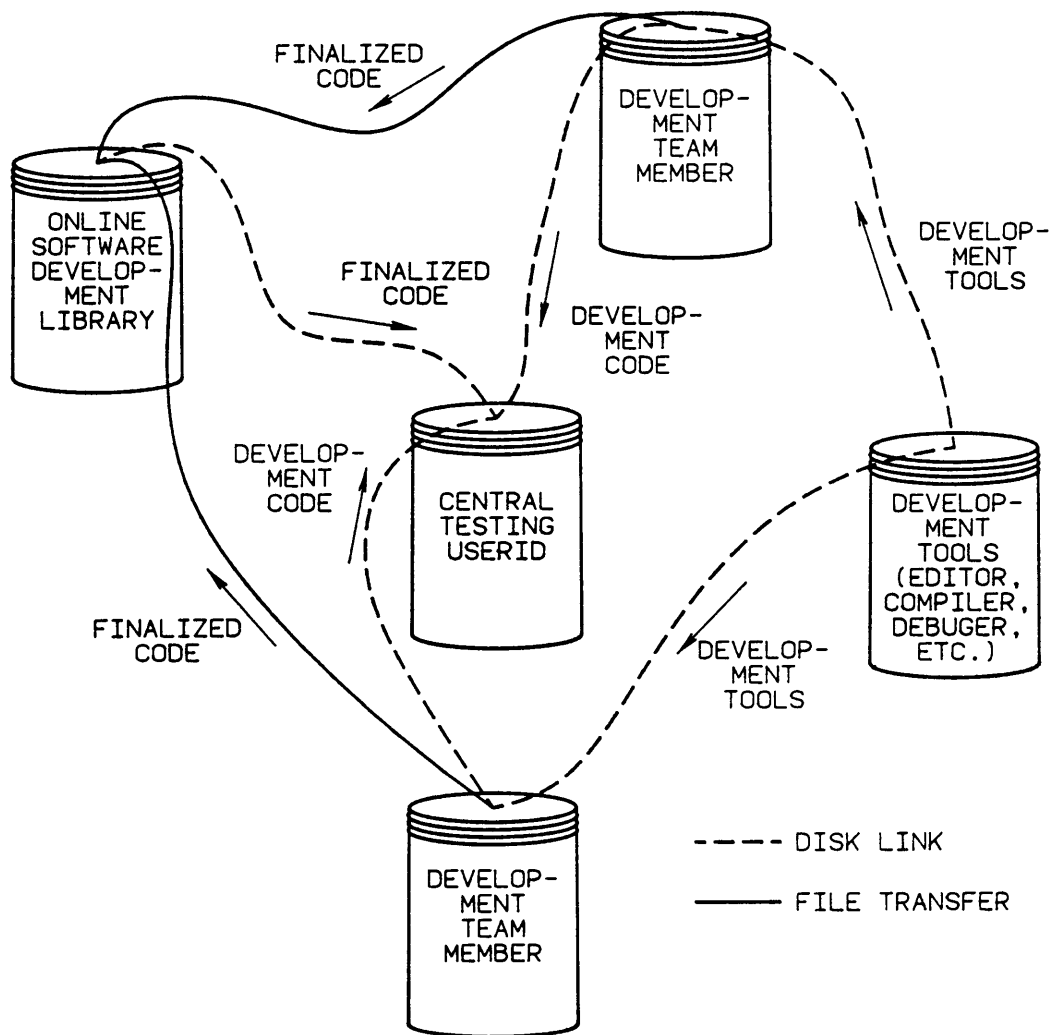 FINALIZED
CODE
DEVELOP-
MENT
TEAM
MEMBER
ONLINE
SOFTWARE
DEVELOP-
MENT
LIBRARY
FINALIZED
CODE
DEVELOP-
MENT
CODE
DEVELOP-
MENT
TOOLS
DEVELOP-
MENT
CODE
CENTRAL
TESTING
USERID
DEVELOP-
MENT
TOOLS
(EDITOR,
COMPILER,
DEBUGER,
ETC.)
FINALIZED
CODE
DEVELOP-
MENT
TOOLS
DEVELOP-
MENT
TEAM
MEMBER
DISK LINK
FILE TRANSFER